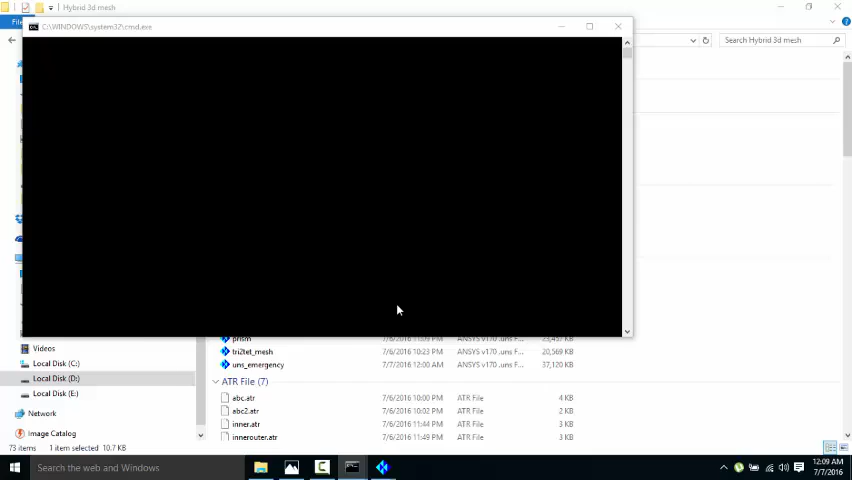 Hybrid 3d mesh
File
C:\WINDOWS\system32\cmd.exe
Search Hybrid 3d mesh
prism 7/6/2016 11:09 PM ANSYS v170 .uns F... 23,457 KB
tri2tet_mesh 7/6/2016 10:23 PM ANSYS v170 .uns F... 20,569 KB
uns_emergency 7/7/2016 12:00 AM ANSYS v170 .uns F... 37,120 KB
ATR File (7)
abc.atr 7/6/2016 10:00 PM ATR File 4 KB
abc2.atr 7/6/2016 10:02 PM ATR File 2 KB
inner.atr 7/6/2016 11:44 PM ATR File 3 KB
innerouter.atr 7/6/2016 11:49 PM ATR File 3 KB
Videos
Local Disk (C:)
Local Disk (D:)
Local Disk (E:)
Network
Image Catalog
73 items 1 item selected 10.7 KB
Search the web and Windows
12:09 AM
7/7/2016